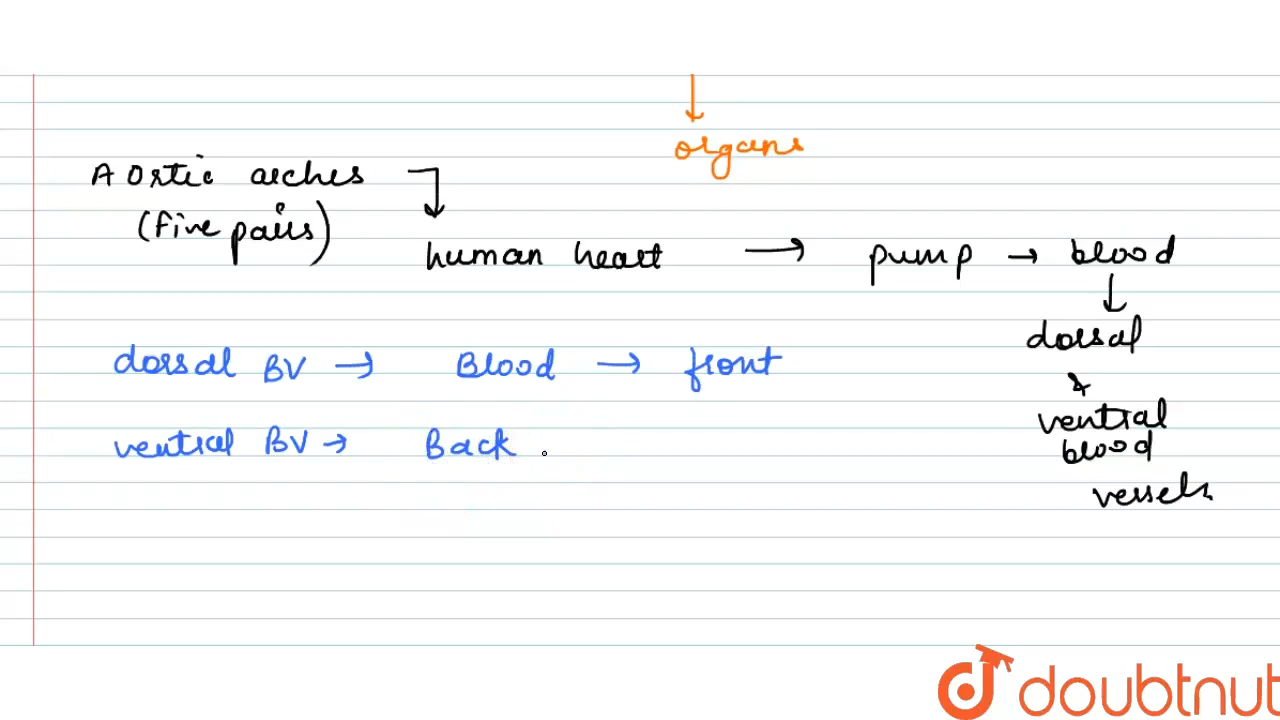 organs
Aortic arches
(five pairs)
human heart → pump → blood
↓
dorsal
&
ventral
blood
vessels
dorsal BV → Blood → front
ventral BV → Back
doubtnut